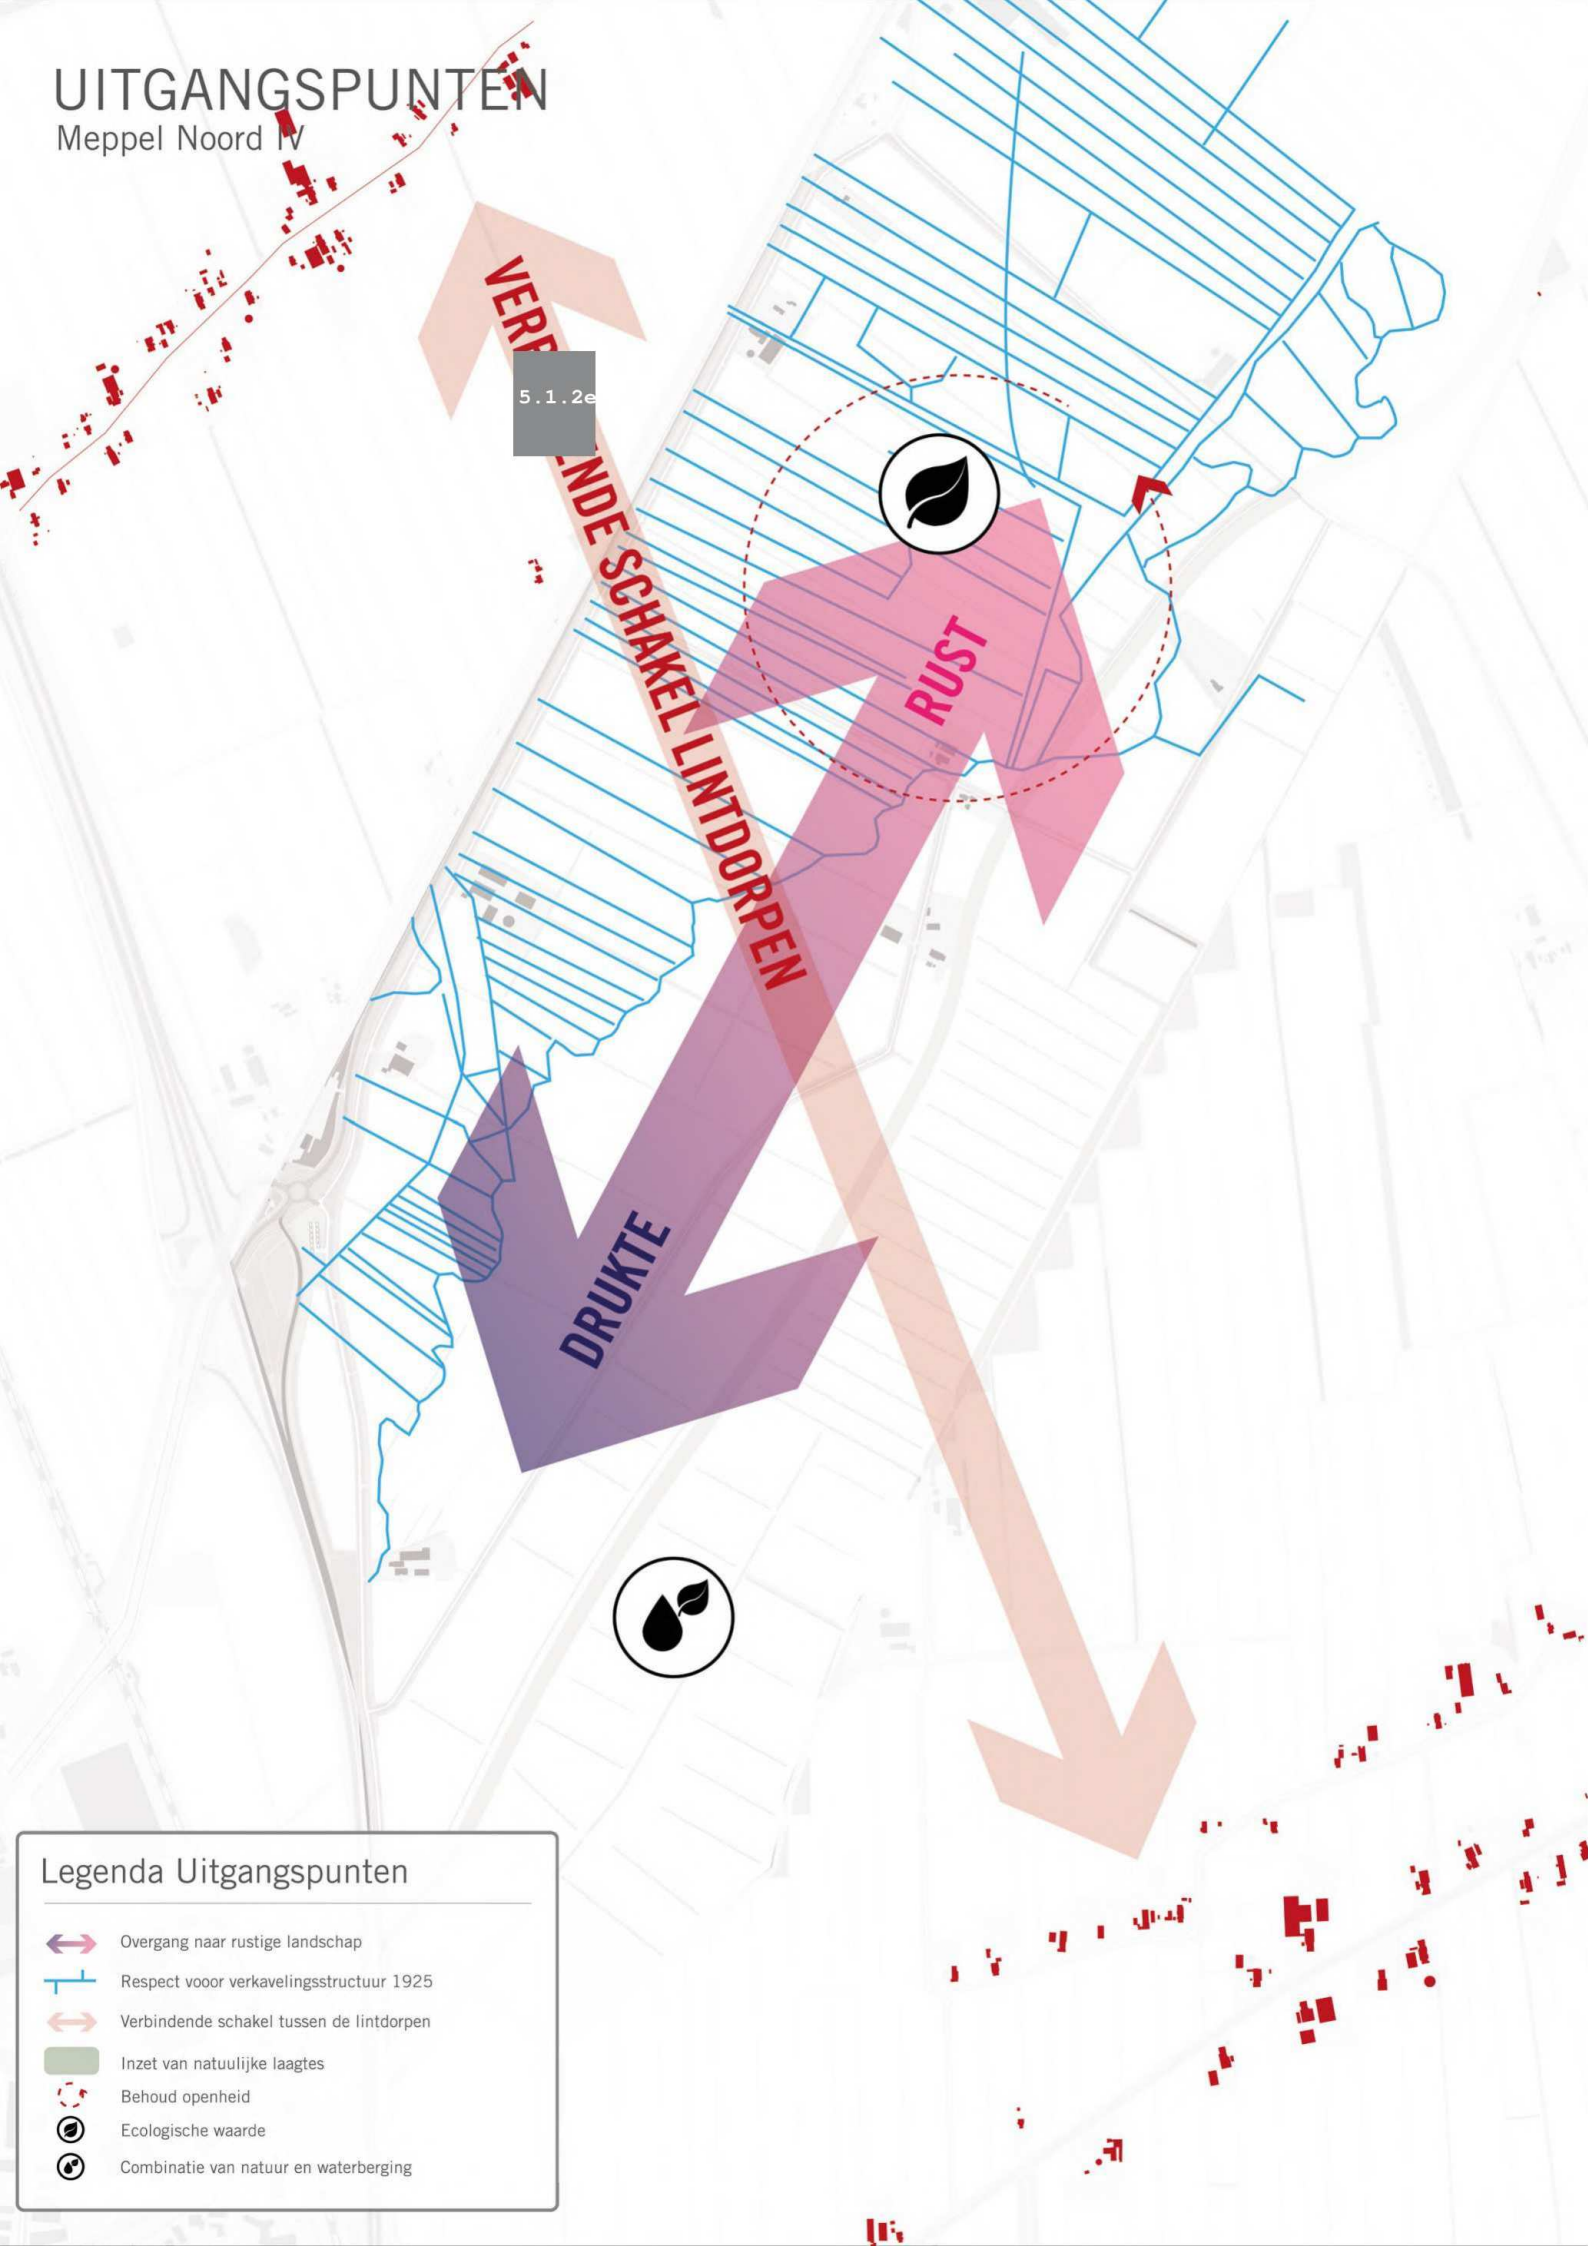 UITGANGSPUNTEN
Meppel Noord IV
5.1.2e
SCHAKEL LINTDORPEN
RUST
DRUKTE
Legenda Uitgangspunten
Overgang naar rustige landschap
Respect vooor verkavelingsstructuur 1925
Verbindende schakel tussen de lintdorpen
Inzet van natuulijke laagtes
Behoud openheid
Ecologische waarde
Combinatie van natuur en waterberging